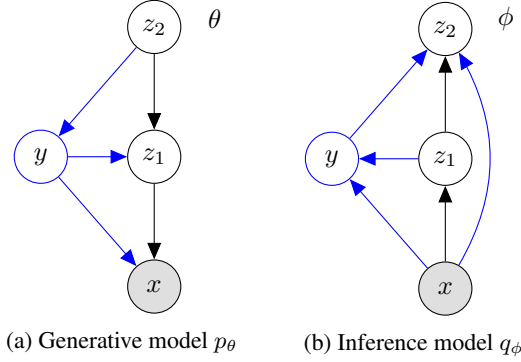 z₂ θ
y z₁
x
(a) Generative model pθ
z₂ ϕ
y z₁
x
(b) Inference model qϕ